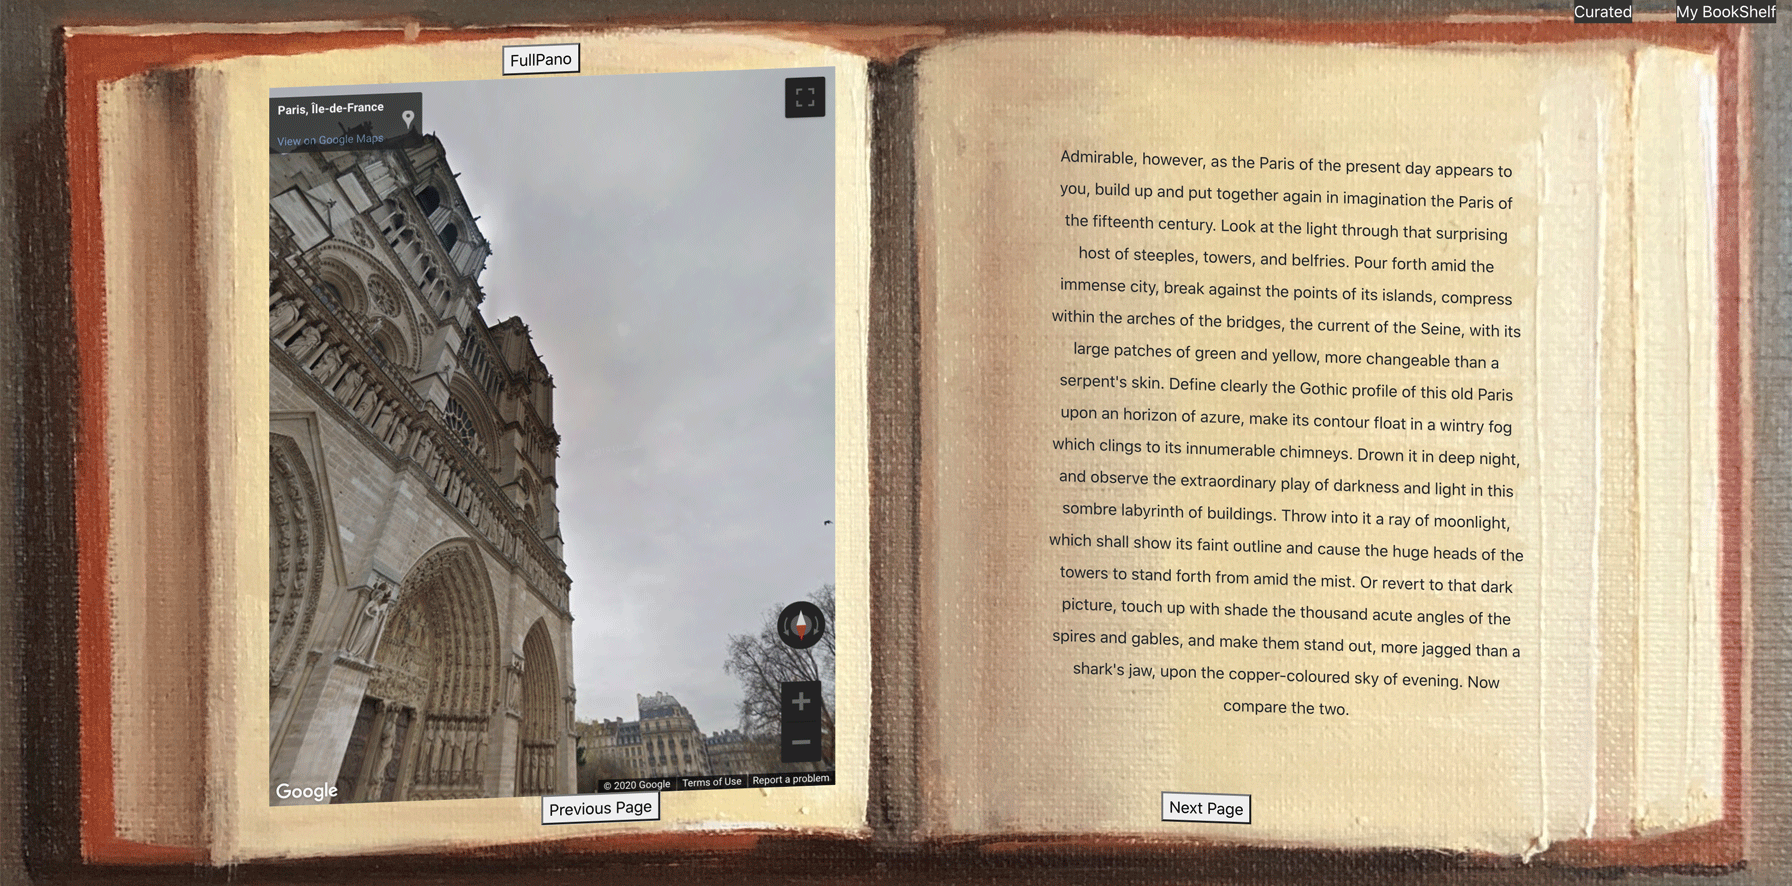 Curated
My BookShelf
FullPano
Paris, Île-de-France
View on Google Maps
Google
© 2020 Google
Terms of Use
Report a problem
Previous Page
Admirable, however, as the Paris of the present day appears to
you, build up and put together again in imagination the Paris of
the fifteenth century. Look at the light through that surprising
host of steeples, towers, and belfries. Pour forth amid the
immense city, break against the points of its islands, compress
within the arches of the bridges, the current of the Seine, with its
large patches of green and yellow, more changeable than a
serpent's skin. Define clearly the Gothic profile of this old Paris
upon an horizon of azure, make its contour float in a wintry fog
which clings to its innumerable chimneys. Drown it in deep night,
and observe the extraordinary play of darkness and light in this
sombre labyrinth of buildings. Throw into it a ray of moonlight,
which shall show its faint outline and cause the huge heads of the
towers to stand forth from amid the mist. Or revert to that dark
picture, touch up with shade the thousand acute angles of the
spires and gables, and make them stand out, more jagged than a
shark's jaw, upon the copper-coloured sky of evening. Now
compare the two.
Next Page